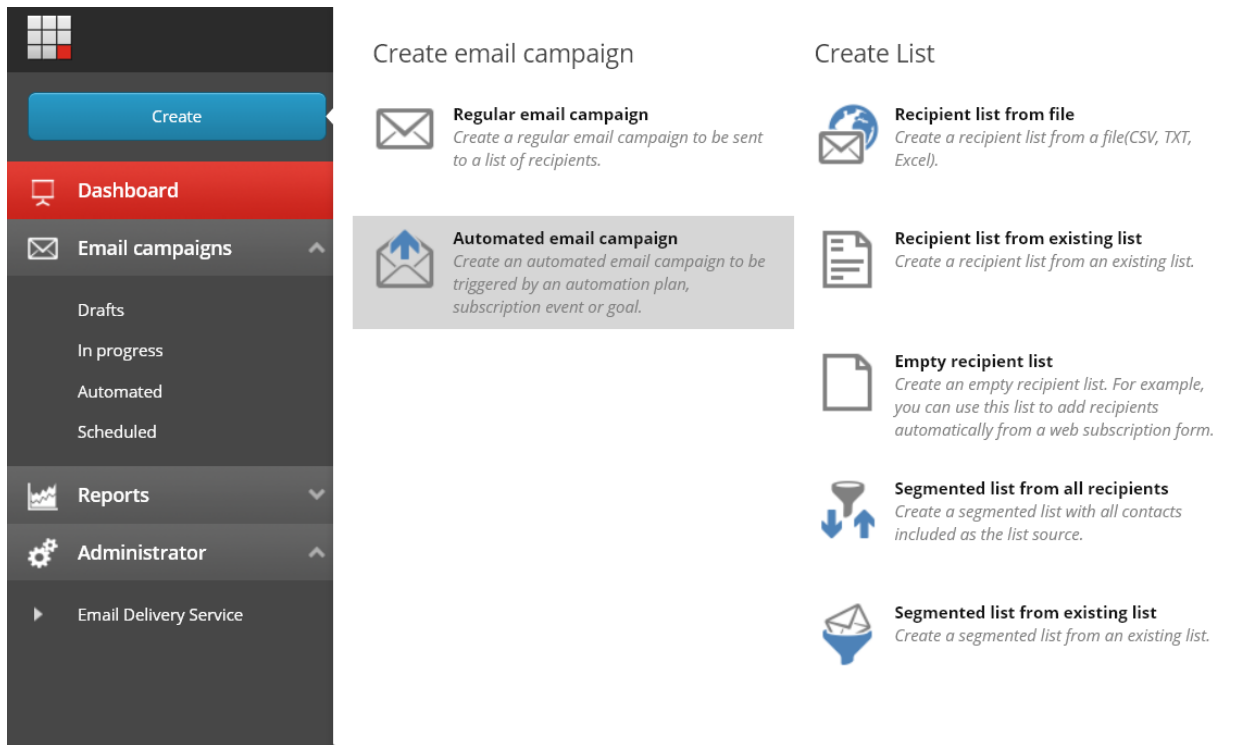 Create
Dashboard
Email campaigns
Drafts
In progress
Automated
Scheduled
Reports
Administrator
Email Delivery Service
Create email campaign
Regular email campaign
Create a regular email campaign to be sent
to a list of recipients.
Automated email campaign
Create an automated email campaign to be
triggered by an automation plan,
subscription event or goal.
Create List
Recipient list from file
Create a recipient list from a file(CSV, TXT,
Excel).
Recipient list from existing list
Create a recipient list from an existing list.
Empty recipient list
Create an empty recipient list. For example,
you can use this list to add recipients
automatically from a web subscription form.
Segmented list from all recipients
Create a segmented list with all contacts
included as the list source.
Segmented list from existing list
Create a segmented list from an existing list.